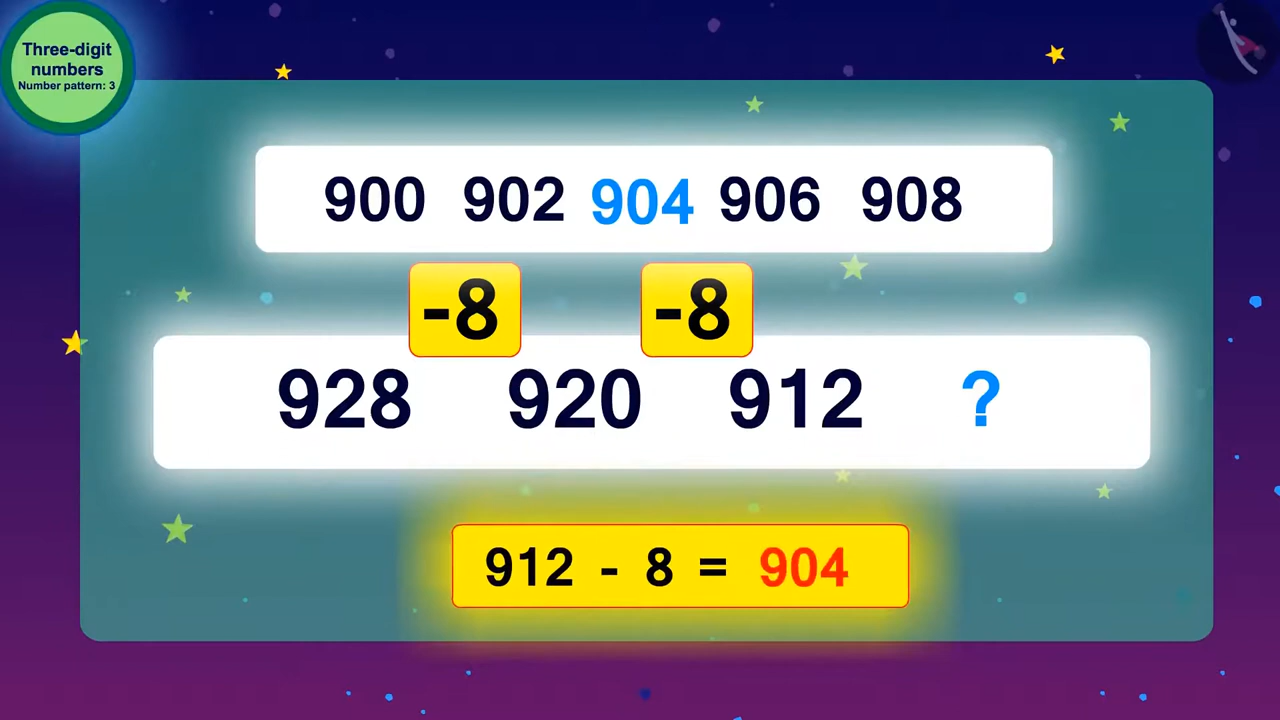 Three-digit
numbers
Number pattern: 3
900 902 904 906 908
-8 -8
928 920 912 ?
912 - 8 = 904